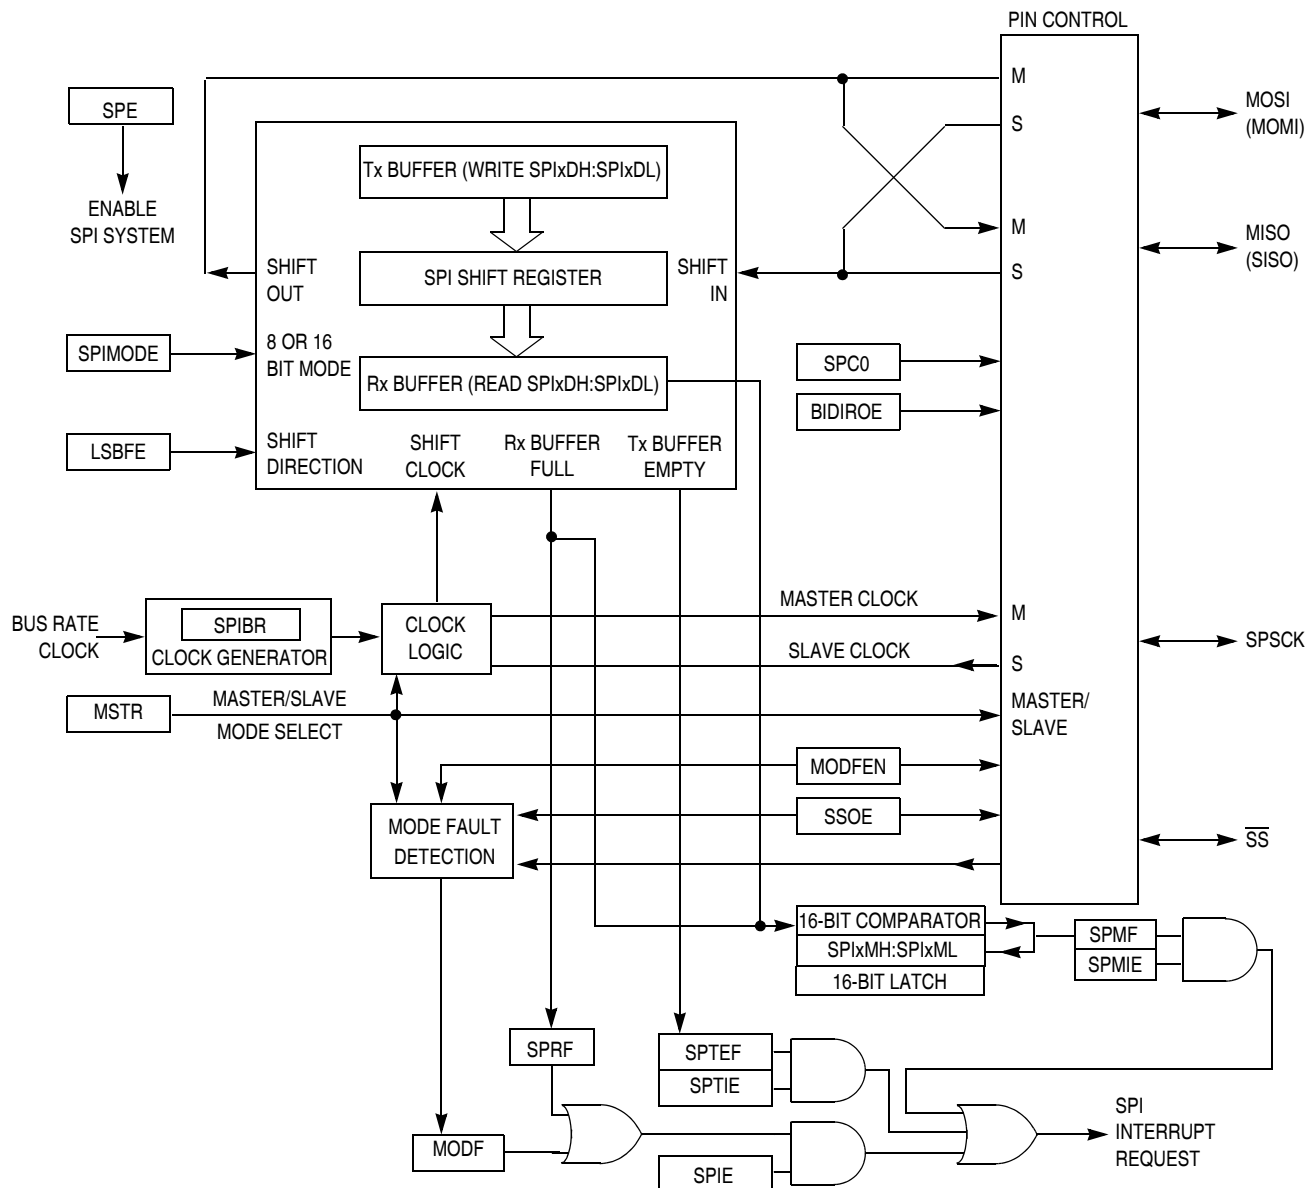 PIN CONTROL
SPE
ENABLE
SPI SYSTEM
Tx BUFFER (WRITE SPIxDH:SPIxDL)
SPI SHIFT REGISTER
Rx BUFFER (READ SPIxDH:SPIxDL)
SHIFT
OUT
SHIFT
IN
8 OR 16
BIT MODE
SHIFT
DIRECTION
SHIFT
CLOCK
Rx BUFFER
FULL
Tx BUFFER
EMPTY
SPIMODE
LSBFE
M
S
M
S
MOSI
(MOMI)
MISO
(SISO)
SPC0
BIDIROE
BUS RATE
CLOCK
SPIBR
CLOCK GENERATOR
CLOCK
LOGIC
MASTER CLOCK
M
SLAVE CLOCK
S
SPSCK
MSTR
MASTER/SLAVE
MODE SELECT
MASTER/
SLAVE
MODFEN
SSOE
MODE FAULT
DETECTION
SS
16-BIT COMPARATOR
SPIxMH:SPIxML
16-BIT LATCH
SPMF
SPMIE
SPRF
SPTEF
SPTIE
MODF
SPIE
SPI
INTERRUPT
REQUEST